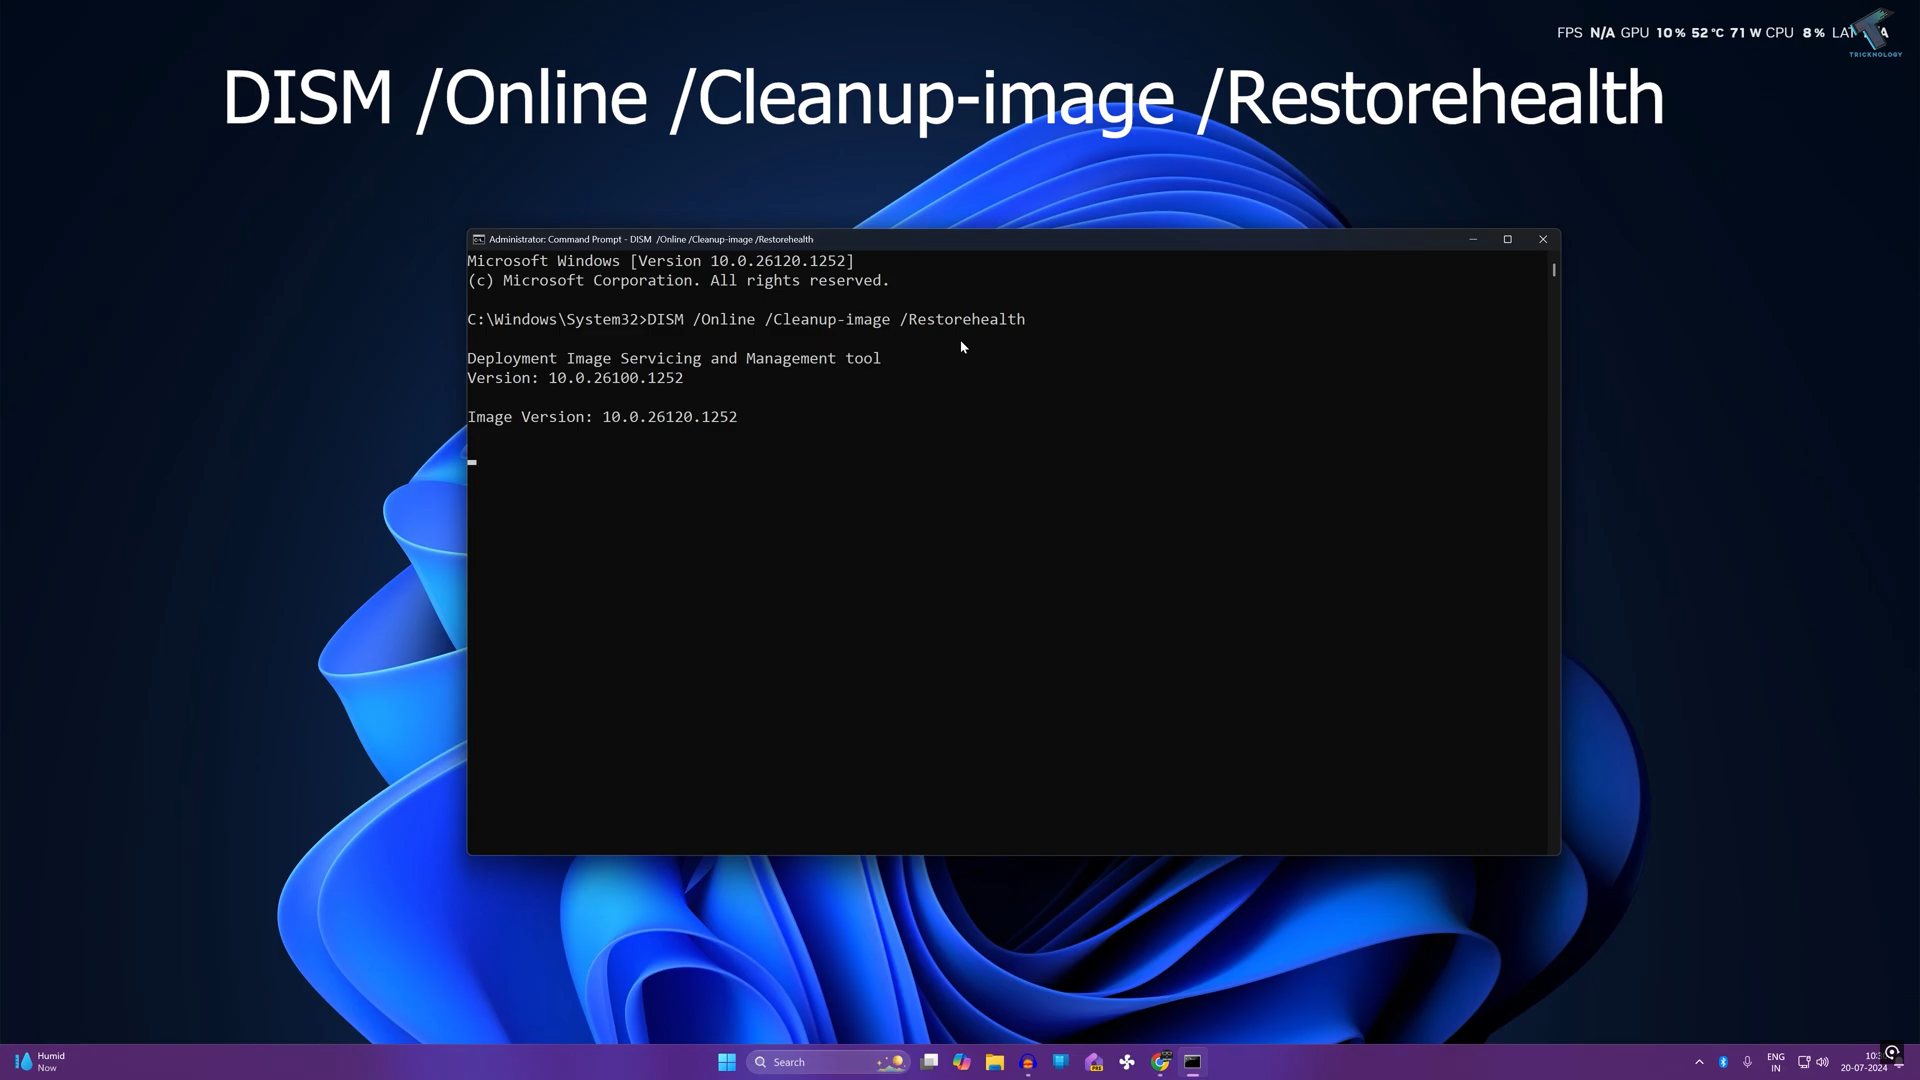 FPS N/A GPU 10% 52°C 71 W CPU 8% LAT
TRICKNOLOGY
DISM /Online /Cleanup-image /Restorehealth
Administrator: Command Prompt - DISM  /Online /Cleanup-image /Restorehealth
Microsoft Windows [Version 10.0.26120.1252]
(c) Microsoft Corporation. All rights reserved.
C:\Windows\System32>DISM /Online /Cleanup-image /Restorehealth
Deployment Image Servicing and Management tool
Version: 10.0.26100.1252
Image Version: 10.0.26120.1252
Humid
Now
Search
PRE
ENG
IN
20-07-2024